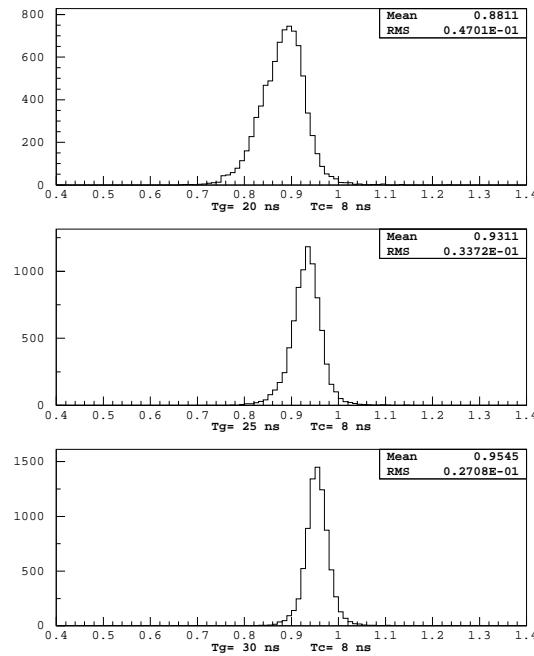 Mean 0.8811
RMS 0.4701E-01
800
600
400
200
0
0.4 0.5 0.6 0.7 0.8 0.9 1 1.1 1.2 1.3 1.4
Tg= 20 ns Tc= 8 ns
Mean 0.9311
RMS 0.3372E-01
1000
500
0
0.4 0.5 0.6 0.7 0.8 0.9 1 1.1 1.2 1.3 1.4
Tg= 25 ns Tc= 8 ns
Mean 0.9545
RMS 0.2708E-01
1500
1000
500
0
0.4 0.5 0.6 0.7 0.8 0.9 1 1.1 1.2 1.3 1.4
Tg= 30 ns Tc= 8 ns